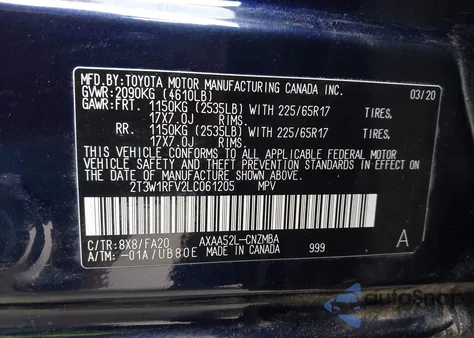 MFD.BY:TOYOTA MOTOR MANUFACTURING CANADA INC.
GVWR:2090KG (4610LB) 03/20
GAWR:FRT. 1150KG (2535LB) WITH 225/65R17 TIRES,
17X7.0J RIMS.
RR. 1150KG (2535LB) WITH 225/65R17 TIRES,
17X7.0J RIMS.
THIS VEHICLE CONFORMS TO ALL APPLICABLE FEDERAL MOTOR
VEHICLE SAFETY AND THEFT PREVENTION STANDARDS IN
EFFECT ON THE DATE OF MANUFACTURE SHOWN ABOVE.
2T3W1RFV2LC061205 MPV
C/TR:8X8/FA20 AXAA52L-CNZMBA A
A/TM:-01A/UB80E MADE IN CANADA 999
autoSnap